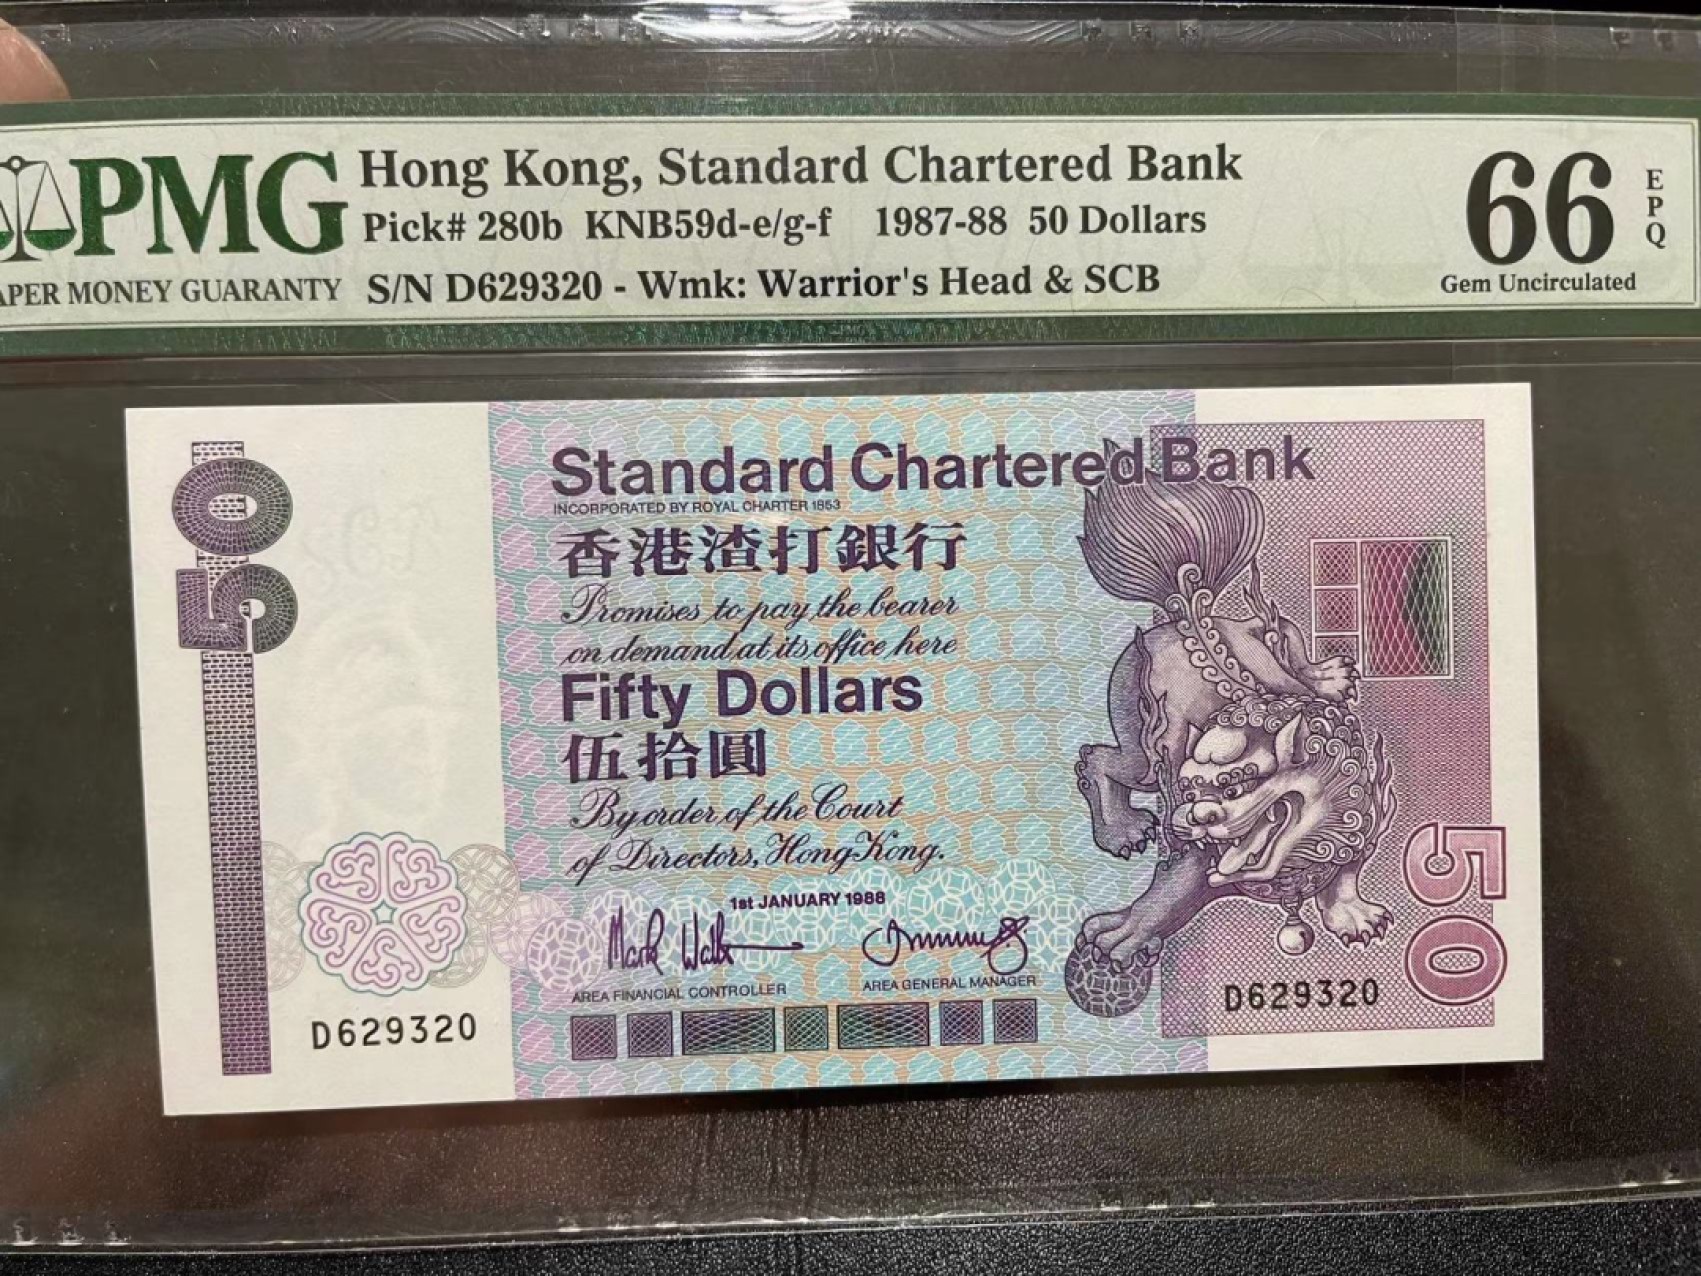 PMG
PAPER MONEY GUARANTY
Hong Kong, Standard Chartered Bank
Pick# 280b KNB59d-e/g-f 1987-88 50 Dollars
S/N D629320 - Wmk: Warrior's Head & SCB
66
EPQ
Gem Uncirculated
50
Standard Chartered Bank
INCORPORATED BY ROYAL CHARTER 1853
香港渣打銀行
Promises to pay the bearer
on demand at its office here
Fifty Dollars
伍拾圓
By order of the Court
of Directors, Hong Kong.
1st JANUARY 1988
Mark
AREA FINANCIAL CONTROLLER
AREA GENERAL MANAGER
D629320
D629320
50